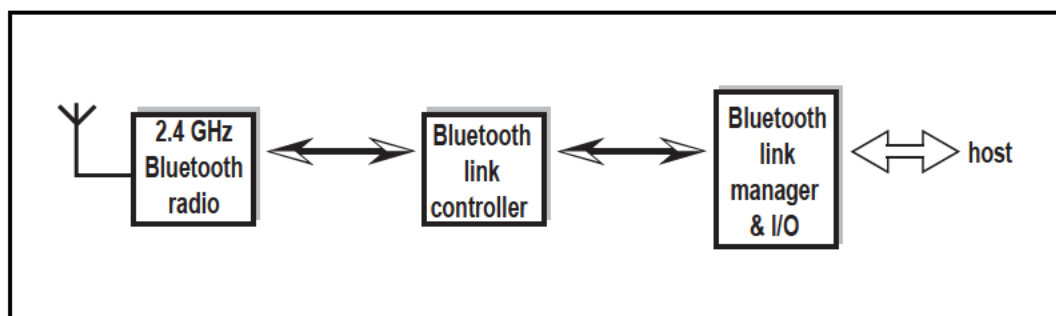 2.4 GHz
Bluetooth
radio
Bluetooth
link
controller
Bluetooth
link
manager
& I/O
host